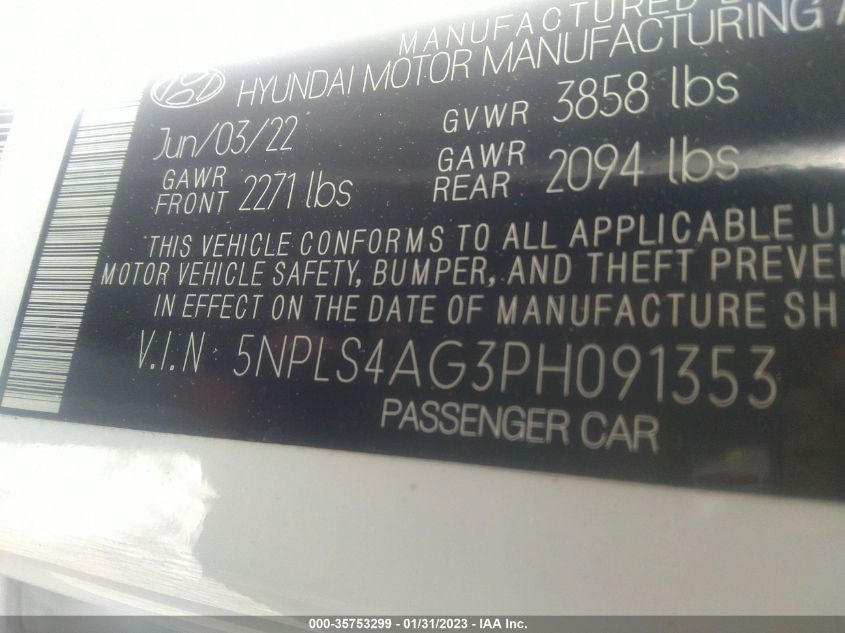 MANUFACTURED
HYUNDAI MOTOR MANUFACTURING
Jun/03/22 GVWR 3858 lbs
GAWR FRONT 2271 lbs GAWR REAR 2094 lbs
THIS VEHICLE CONFORMS TO ALL APPLICABLE U.
MOTOR VEHICLE SAFETY, BUMPER, AND THEFT PREVE
IN EFFECT ON THE DATE OF MANUFACTURE SH
V.I.N : 5NPLS4AG3PH091353
PASSENGER CAR
000-35753299 - 01/31/2023 - IAA Inc.